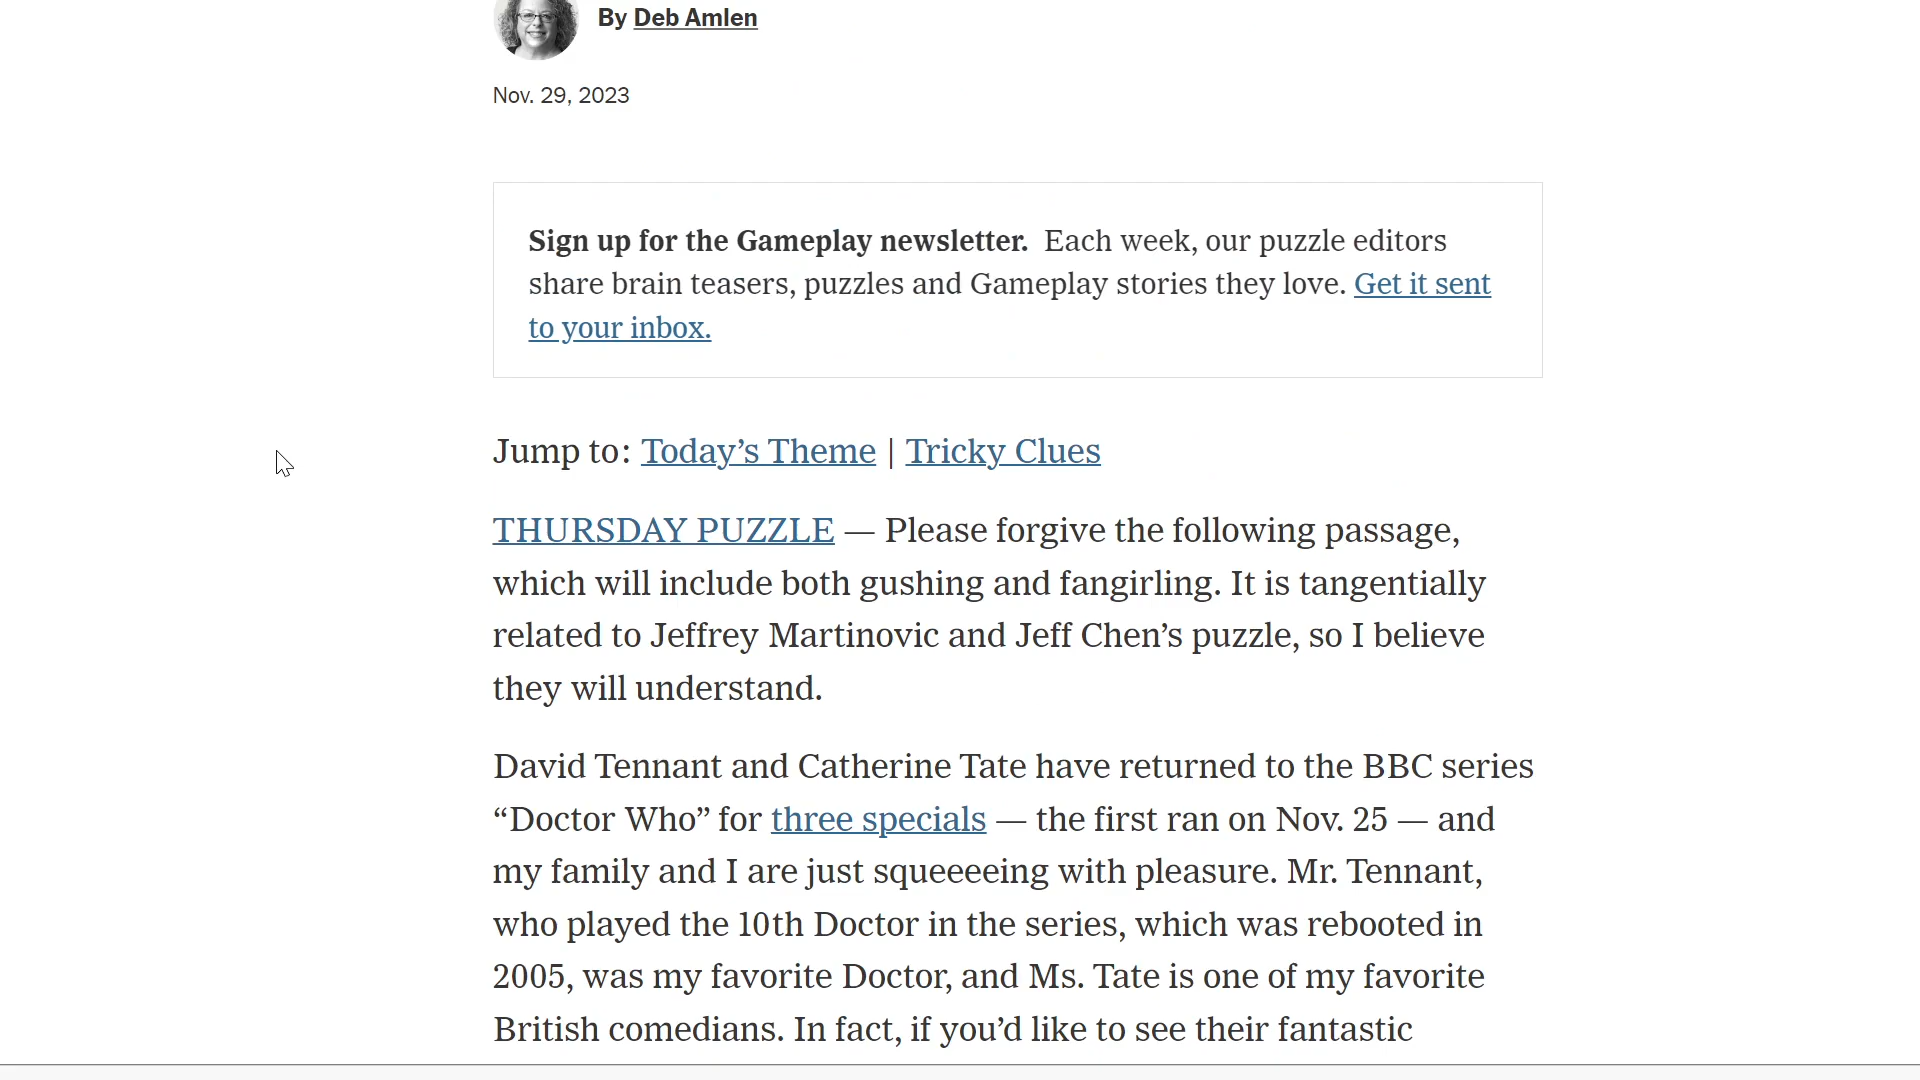 By Deb Amlen
Nov. 29, 2023
Sign up for the Gameplay newsletter. Each week, our puzzle editors
share brain teasers, puzzles and Gameplay stories they love. Get it sent
to your inbox.
Jump to: Today’s Theme | Tricky Clues
THURSDAY PUZZLE — Please forgive the following passage,
which will include both gushing and fangirling. It is tangentially
related to Jeffrey Martinovic and Jeff Chen’s puzzle, so I believe
they will understand.
David Tennant and Catherine Tate have returned to the BBC series
“Doctor Who” for three specials — the first ran on Nov. 25 — and
my family and I are just squeeeeing with pleasure. Mr. Tennant,
who played the 10th Doctor in the series, which was rebooted in
2005, was my favorite Doctor, and Ms. Tate is one of my favorite
British comedians. In fact, if you’d like to see their fantastic